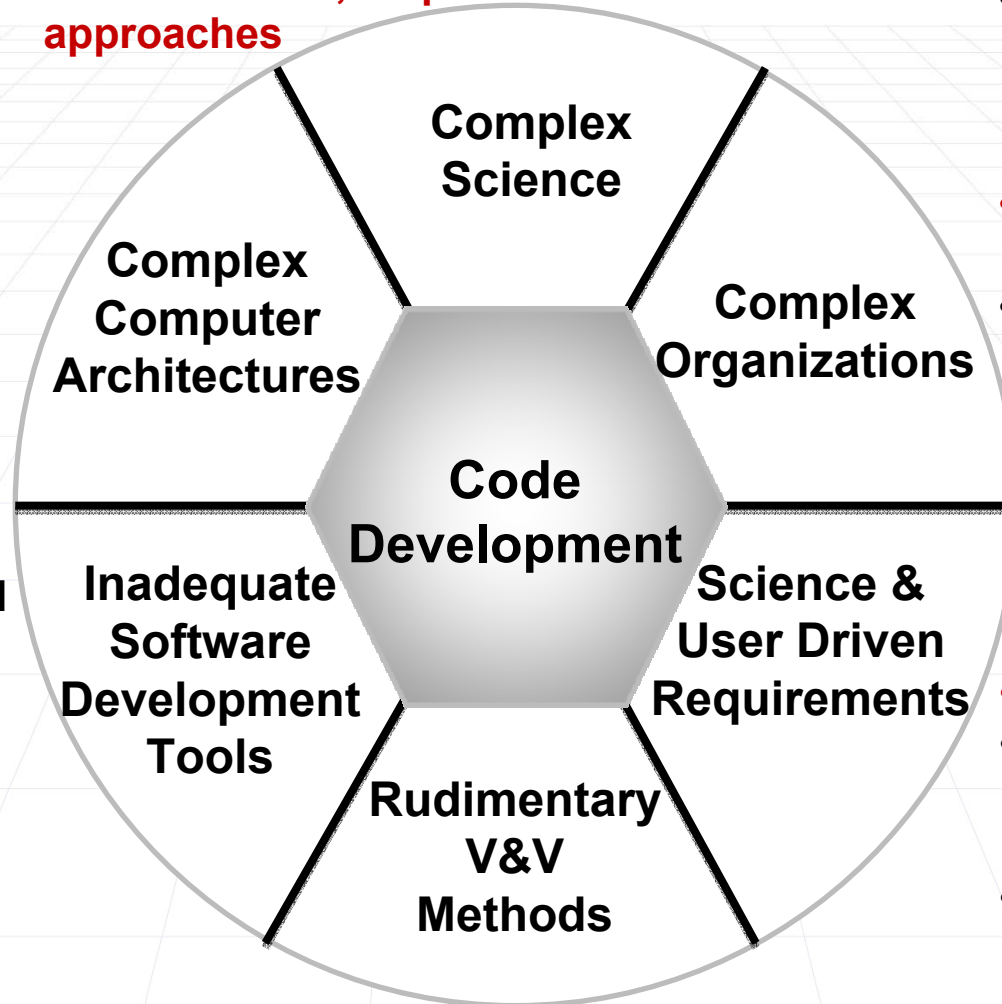 approaches
Complex
Science
Complex
Computer
Architectures
Complex
Organizations
Code
Development
Inadequate
Software
Development
Tools
Science &
User Driven
Requirements
Rudimentary
V&V
Methods